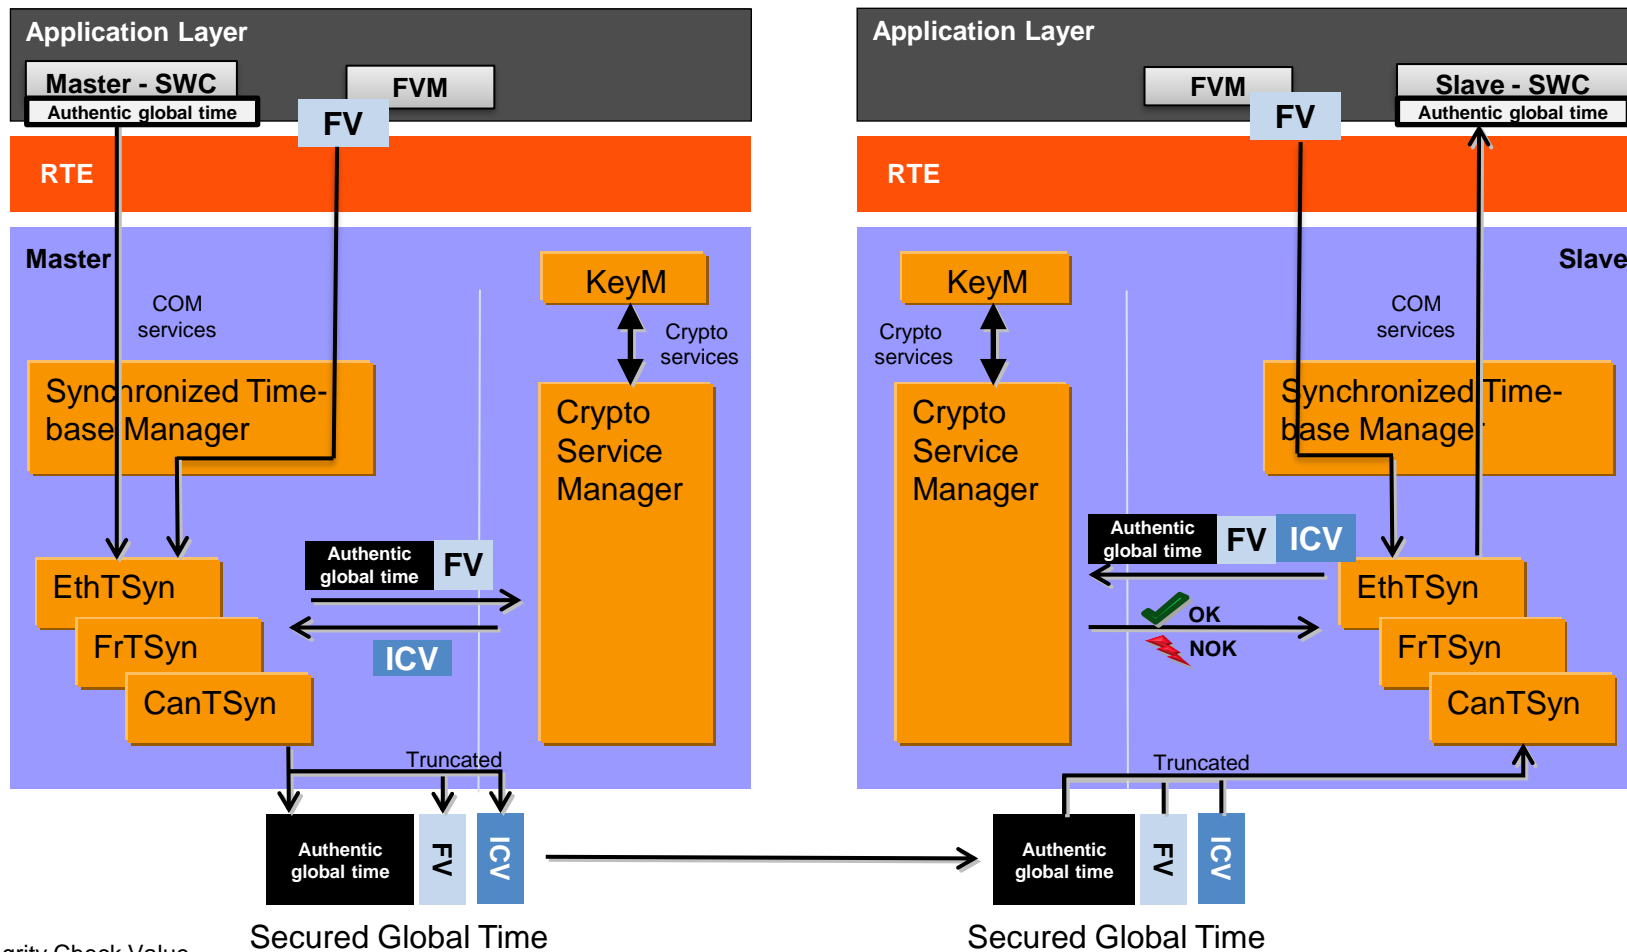 Application Layer
Master - SWC
Authentic global time
FVM
FV
RTE
Master
COM
services
KeyM
Crypto
services
Synchronized Time-
base Manager
Crypto
Service
Manager
Authentic
global time
FV
ICV
EthTSyn
FrTSyn
CanTSyn
Truncated
Authentic
global time
FV
ICV
Secured Global Time
grity Check Value
Application Layer
FVM
FV
Slave - SWC
Authentic global time
RTE
Slave
KeyM
Crypto
services
COM
services
Crypto
Service
Manager
Synchronized Time-
base Manager
Authentic
global time
FV
ICV
OK
NOK
EthTSyn
FrTSyn
CanTSyn
Truncated
Authentic
global time
FV
ICV
Secured Global Time